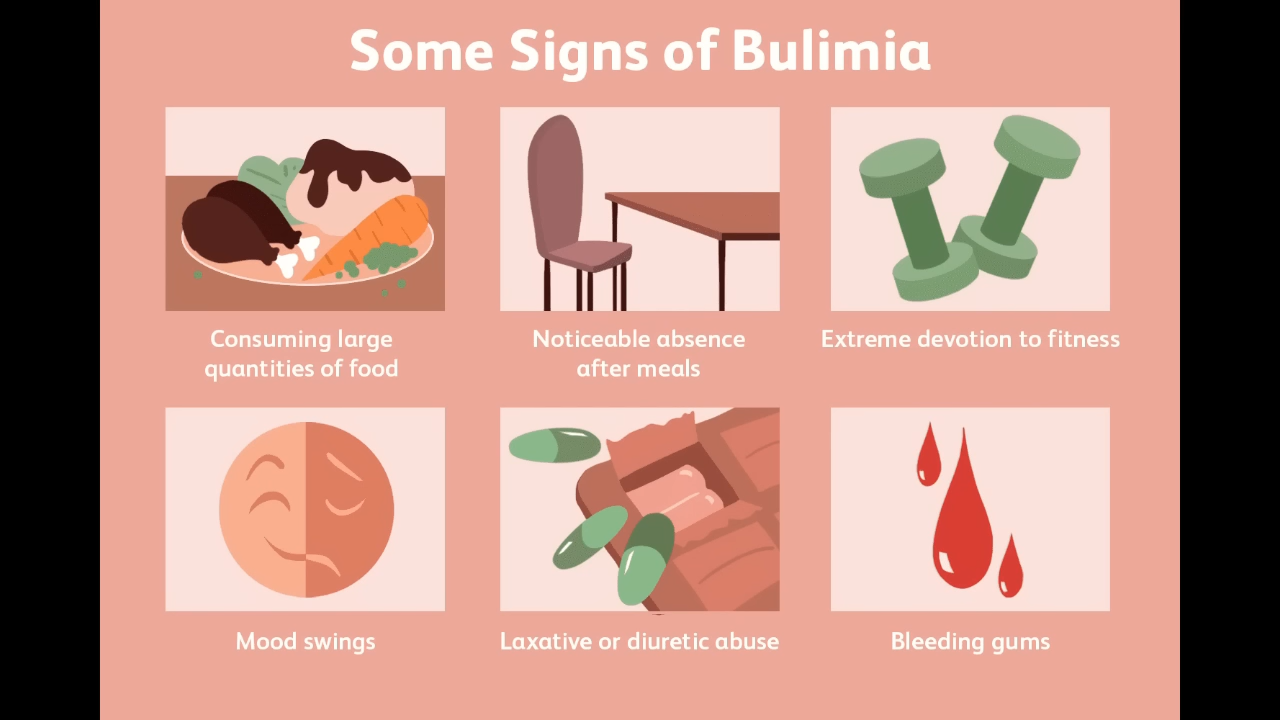 Some Signs of Bulimia
Consuming large
quantities of food
Noticeable absence
after meals
Extreme devotion to fitness
Mood swings
Laxative or diuretic abuse
Bleeding gums